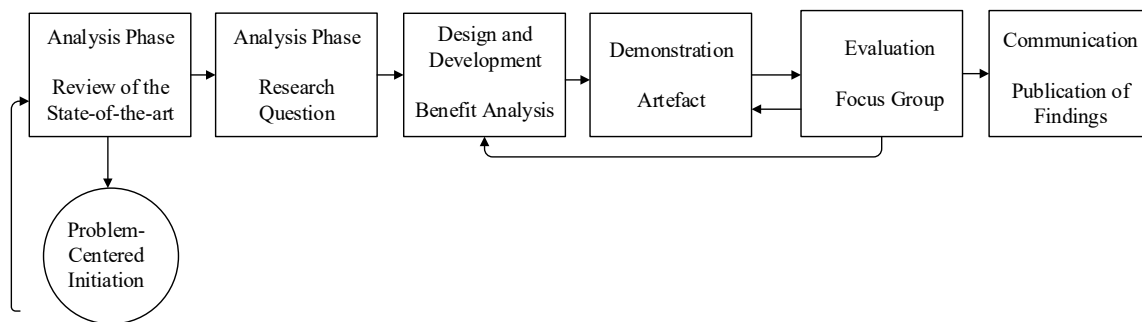 Analysis Phase
Review of the
State-of-the-art
Analysis Phase
Research
Question
Design and
Development
Benefit Analysis
Demonstration
Artefact
Evaluation
Focus Group
Communication
Publication of
Findings
Problem-
Centered
Initiation